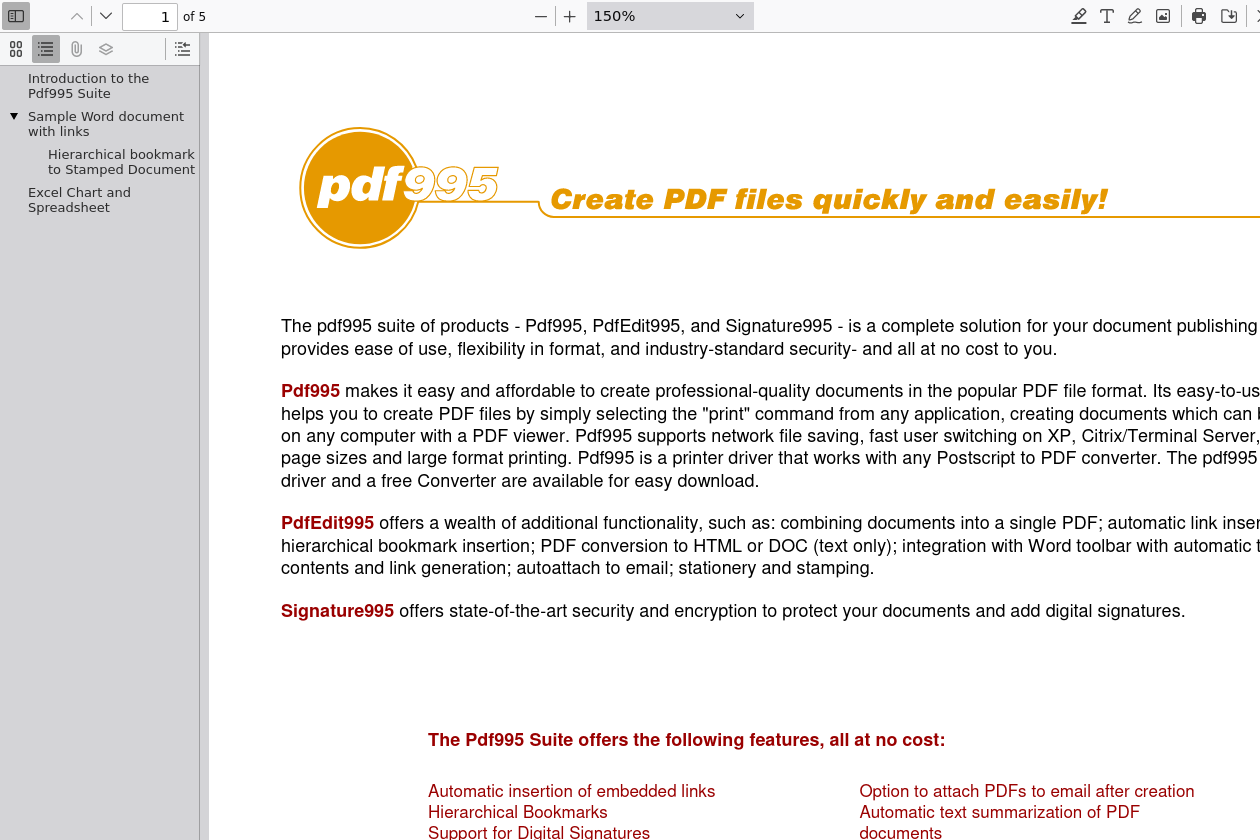 1 of 5
150%
Introduction to the
Pdf995 Suite
Sample Word document
with links
Hierarchical bookmark
to Stamped Document
Excel Chart and
Spreadsheet
pdf995
Create PDF files quickly and easily!
The pdf995 suite of products - Pdf995, PdfEdit995, and Signature995 - is a complete solution for your document publishing
provides ease of use, flexibility in format, and industry-standard security- and all at no cost to you.
Pdf995 makes it easy and affordable to create professional-quality documents in the popular PDF file format. Its easy-to-us
helps you to create PDF files by simply selecting the "print" command from any application, creating documents which can
on any computer with a PDF viewer. Pdf995 supports network file saving, fast user switching on XP, Citrix/Terminal Server,
page sizes and large format printing. Pdf995 is a printer driver that works with any Postscript to PDF converter. The pdf995
driver and a free Converter are available for easy download.
PdfEdit995 offers a wealth of additional functionality, such as: combining documents into a single PDF; automatic link inser
hierarchical bookmark insertion; PDF conversion to HTML or DOC (text only); integration with Word toolbar with automatic t
contents and link generation; autoattach to email; stationery and stamping.
Signature995 offers state-of-the-art security and encryption to protect your documents and add digital signatures.
The Pdf995 Suite offers the following features, all at no cost:
Automatic insertion of embedded links
Hierarchical Bookmarks
Support for Digital Signatures
Option to attach PDFs to email after creation
Automatic text summarization of PDF
documents